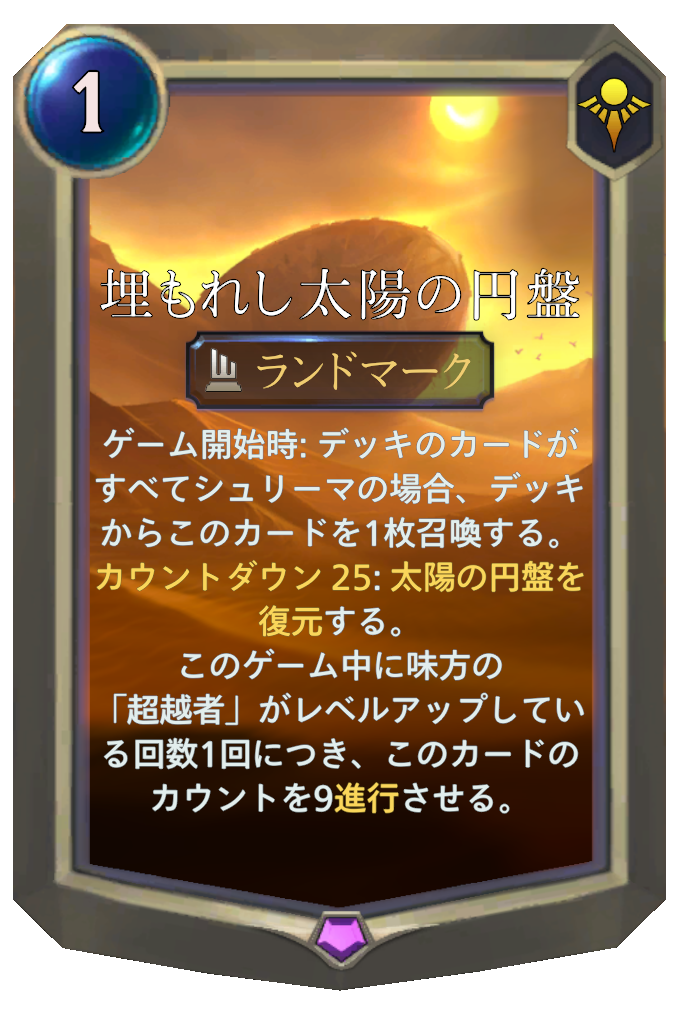 1
埋もれし太陽の円盤
ランドマーク
ゲーム開始時: デッキのカードが
すべてシュリーマの場合、デッキ
からこのカードを1枚召喚する。
カウントダウン 25: 太陽の円盤を
復元する。
このゲーム中に味方の
「超越者」がレベルアップしてい
る回数1回につき、このカードの
カウントを9進行させる。